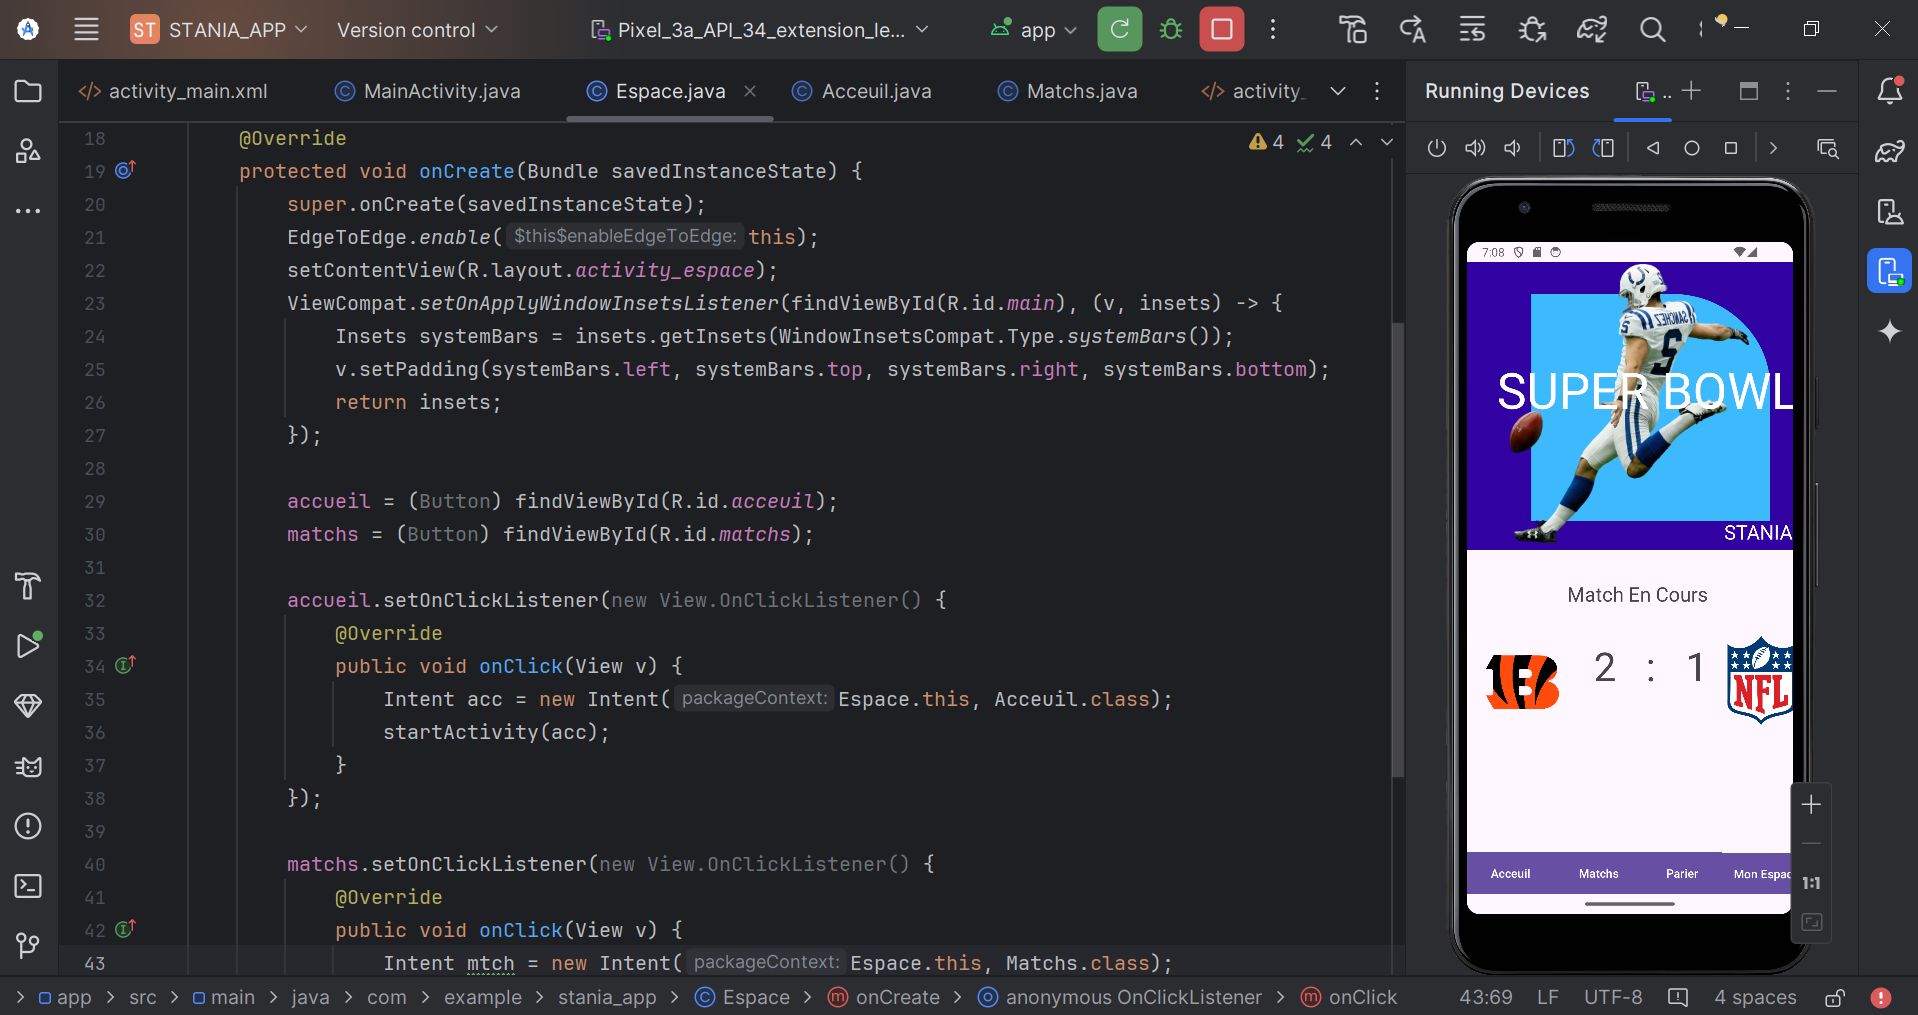 ST STANIA_APP Version control Pixel_3a_API_34_extension_le... app
activity_main.xml MainActivity.java Espace.java Acceuil.java Matchs.java activity_
Running Devices ..
4 4
18 @Override
19 protected void onCreate(Bundle savedInstanceState) {
20 super.onCreate(savedInstanceState);
21 EdgeToEdge.enable( $this$enableEdgeToEdge: this);
22 setContentView(R.layout.activity_espace);
23 ViewCompat.setOnApplyWindowInsetsListener(findViewById(R.id.main), (v, insets) -> {
24 Insets systemBars = insets.getInsets(WindowInsetsCompat.Type.systemBars());
25 v.setPadding(systemBars.left, systemBars.top, systemBars.right, systemBars.bottom);
26 return insets;
27 });
28
29 accueil = (Button) findViewById(R.id.acceuil);
30 matchs = (Button) findViewById(R.id.matchs);
31
32 accueil.setOnClickListener(new View.OnClickListener() {
33 @Override
34 public void onClick(View v) {
35 Intent acc = new Intent( packageContext: Espace.this, Acceuil.class);
36 startActivity(acc);
37 }
38 });
39
40 matchs.setOnClickListener(new View.OnClickListener() {
41 @Override
42 public void onClick(View v) {
43 Intent mtch = new Intent( packageContext: Espace.this, Matchs.class);
7:08
SANCHEZ
5
SUPER BOWL
STANIA
Match En Cours
B 2 : 1 NFL
Acceuil Matchs Parier Mon Espac
1:1
app > src > main > java > com > example > stania_app > Espace > onCreate > anonymous OnClickListener > onClick 43:69 LF UTF-8 4 spaces